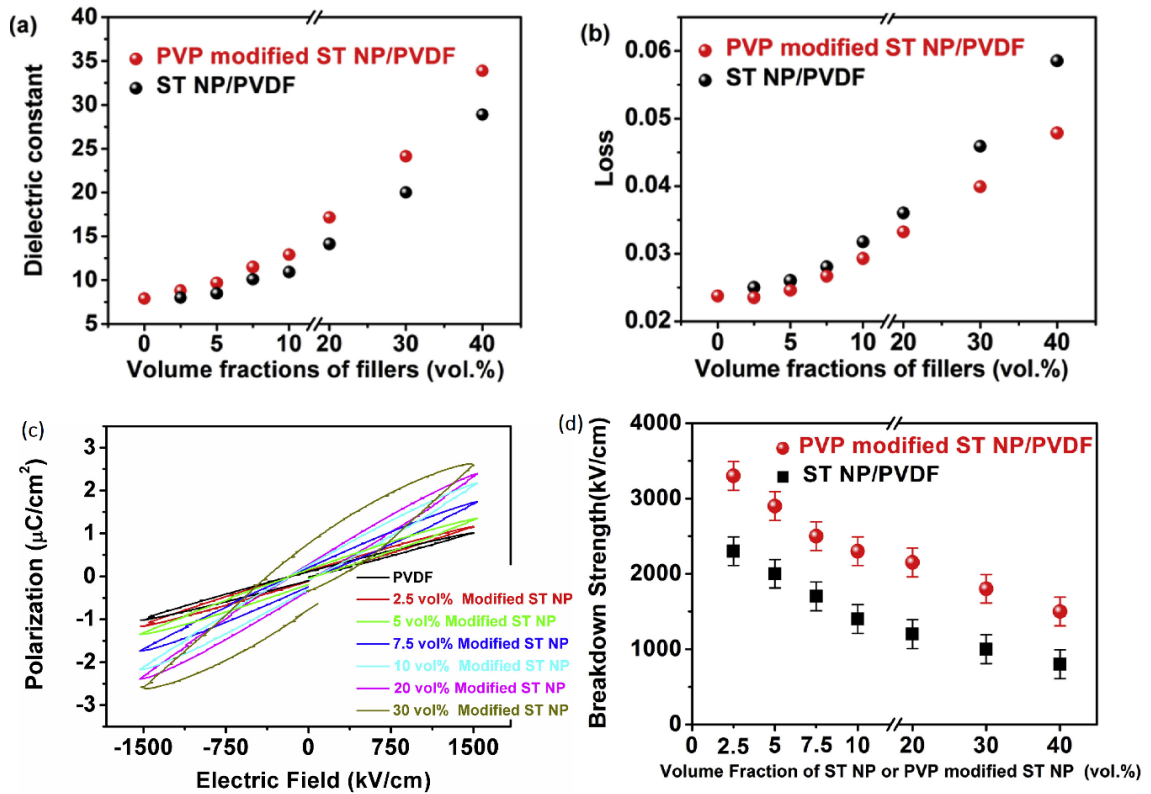 (a)
40
35
30
25
20
15
10
5
Dielectric constant
PVP modified ST NP/PVDF
ST NP/PVDF
0 5 10 20 30 40
Volume fractions of fillers (vol.%)
(b)
0.06
0.05
0.04
0.03
0.02
Loss
PVP modified ST NP/PVDF
ST NP/PVDF
0 5 10 20 30 40
Volume fractions of fillers (vol.%)
(c)
3
2
1
0
-1
-2
-3
Polarization (μC/cm²)
PVDF
2.5 vol% Modified ST NP
5 vol% Modified ST NP
7.5 vol% Modified ST NP
10 vol% Modified ST NP
20 vol% Modified ST NP
30 vol% Modified ST NP
-1500 -750 0 750 1500
Electric Field (kV/cm)
(d)
4000
3000
2000
1000
0
Breakdown Strength(kV/cm)
PVP modified ST NP/PVDF
ST NP/PVDF
0 2.5 5 7.5 10 20 30 40
Volume Fraction of ST NP or PVP modified ST NP (vol.%)